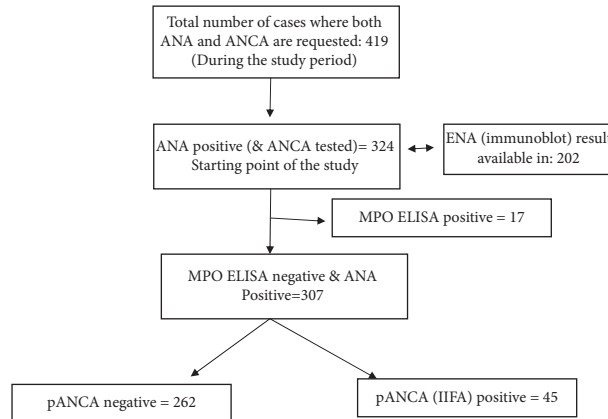 Total number of cases where both
ANA and ANCA are requested: 419
(During the study period)
ANA positive (& ANCA tested)= 324
Starting point of the study
ENA (immunoblot) result
available in: 202
MPO ELISA positive = 17
MPO ELISA negative & ANA
Positive=307
pANCA negative = 262
pANCA (IIFA) positive = 45